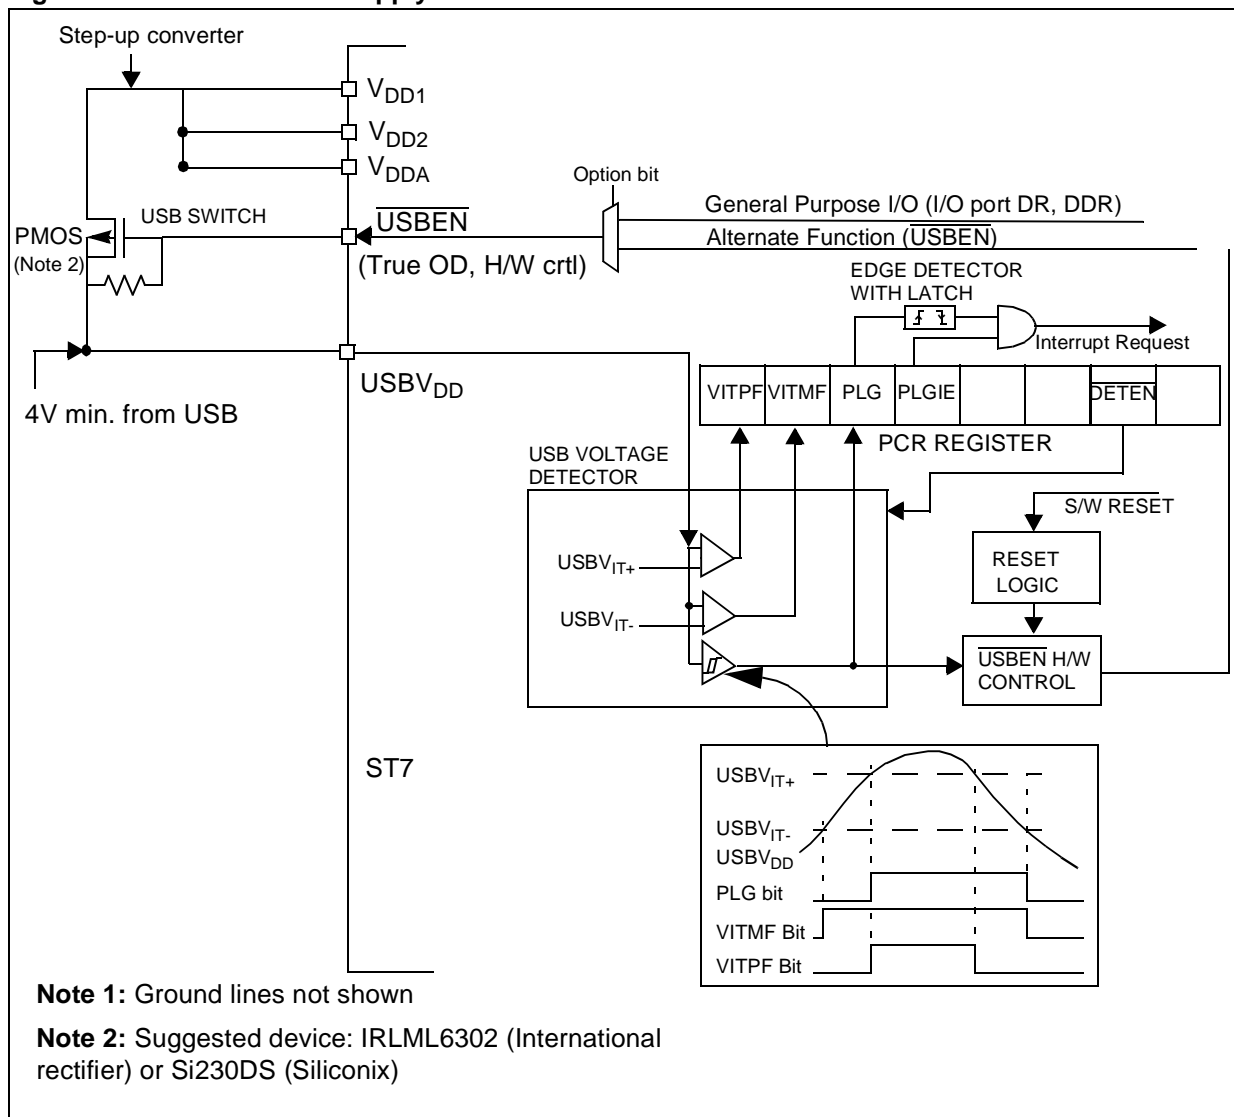 Step-up converter
VDD1
VDD2
VDDA
Option bit
USB SWITCH
USBEN
General Purpose I/O (I/O port DR, DDR)
Alternate Function (USBEN)
PMOS
(Note 2)
(True OD, H/W crtl)
EDGE DETECTOR
WITH LATCH
Interrupt Request
USBVDD
4V min. from USB
VITPF VITMF PLG PLGIE DETEN
PCR REGISTER
USB VOLTAGE
DETECTOR
S/W RESET
USBVIT+
RESET
LOGIC
USBVIT-
USBEN H/W
CONTROL
ST7
USBVIT+
USBVIT-
USBVDD
PLG bit
VITMF Bit
VITPF Bit
Note 1: Ground lines not shown
Note 2: Suggested device: IRLML6302 (International
rectifier) or Si230DS (Siliconix)